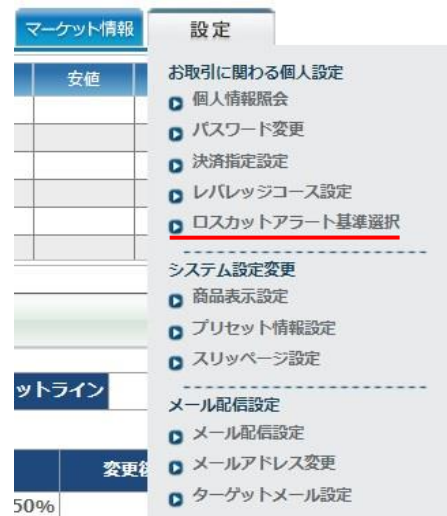 マーケット情報
設定
安値
お取引に関わる個人設定
個人情報照会
パスワード変更
決済指定設定
レバレッジコース設定
ロスカットアラート基準選択
システム設定変更
商品表示設定
プリセット情報設定
スリッページ設定
ットライン
メール配信設定
メール配信設定
変更
メールアドレス変更
ターゲットメール設定
50%